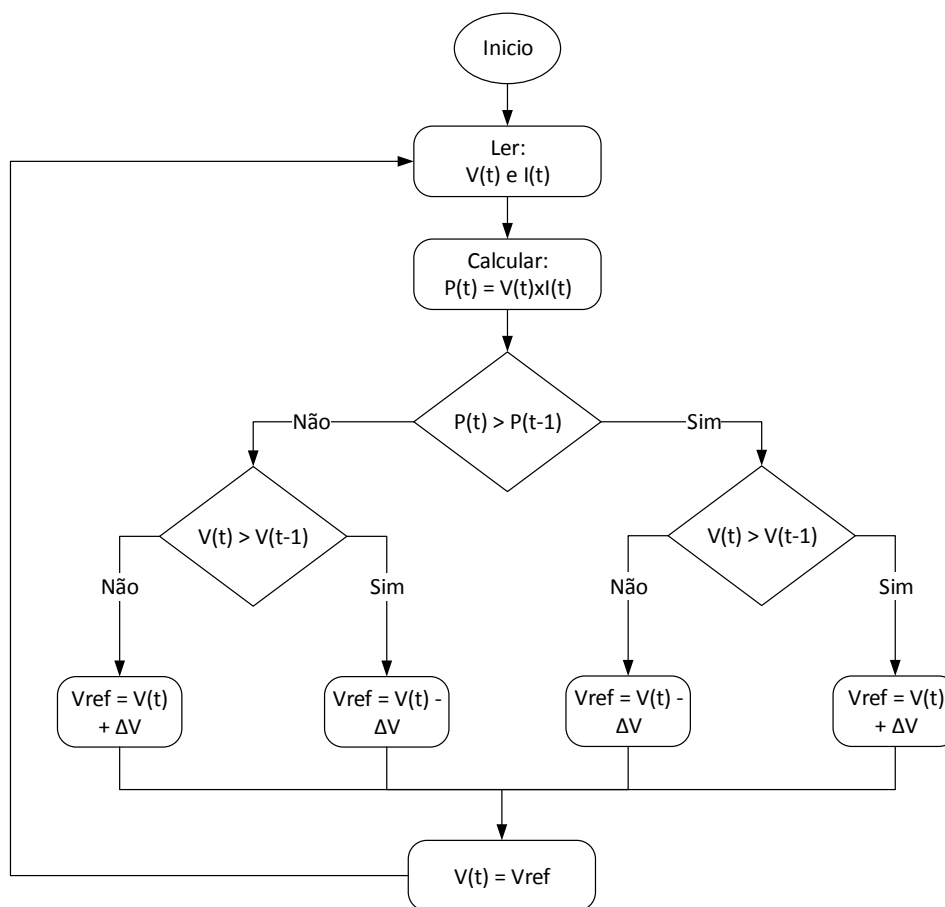 Inicio
Ler:
V(t) e I(t)
Calcular:
P(t) = V(t)xI(t)
P(t) > P(t-1)
Não
Sim
V(t) > V(t-1)
V(t) > V(t-1)
Não
Sim
Não
Sim
Vref = V(t)
+ ΔV
Vref = V(t) -
ΔV
Vref = V(t) -
ΔV
Vref = V(t)
+ ΔV
V(t) = Vref